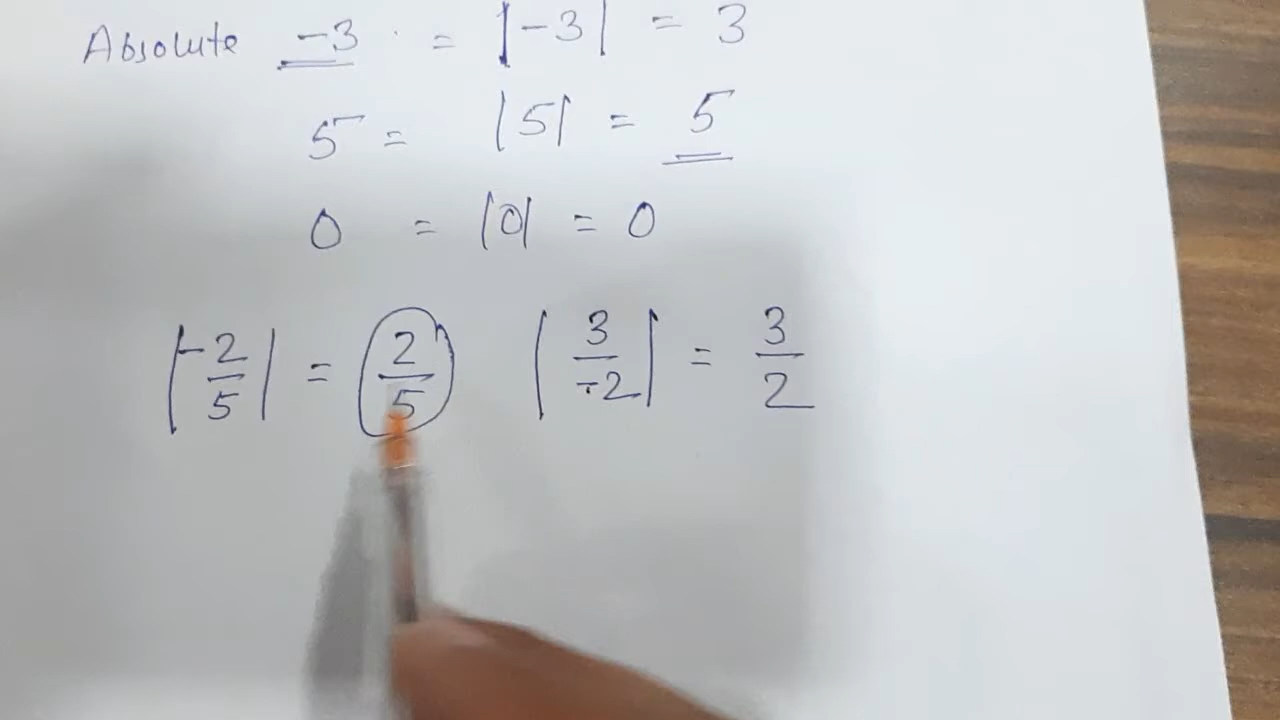 Absolute -3 = |-3| = 3
5 = |5| = 5
0 = |0| = 0
|-2/5| = 2/5 |3/-2| = 3/2